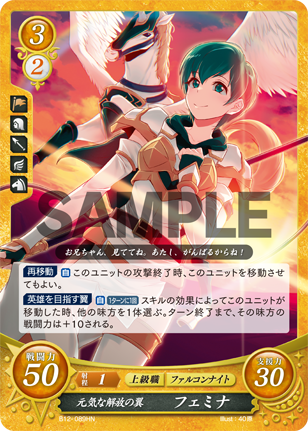 3
2
SAMPLE
お兄ちゃん、見ててね。あたし、がんばるからね！
再移動 自 このユニットの攻撃終了時、このユニットを移動させてもよい。
英雄を目指す翼 自 1ターンに1回 スキルの効果によってこのユニットが移動した時、他の味方を1体選ぶ。ターン終了まで、その味方の戦闘力は＋10される。
戦闘力
50
射程 1
上級職
ファルコンナイト
支援力
30
元気な解放の翼 フェミナ
B12-089HN
Illust：40原